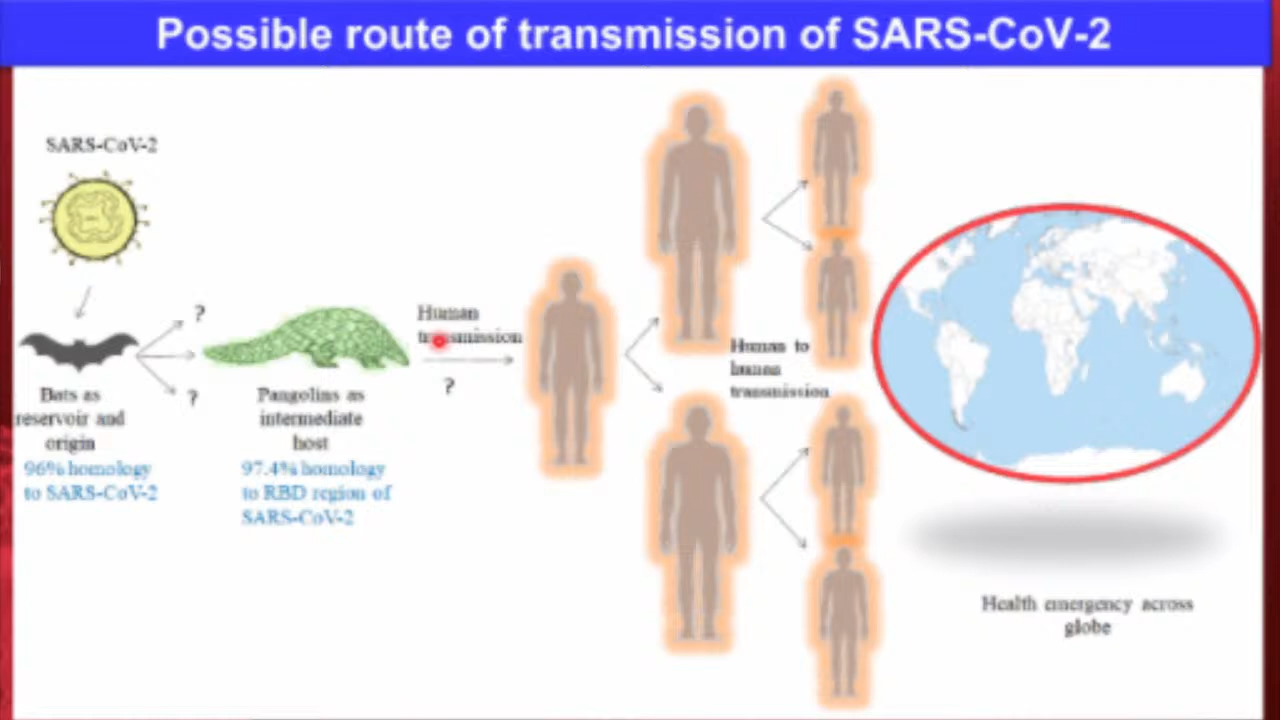 Possible route of transmission of SARS-CoV-2
SARS-CoV-2
?
?
Bats as
reservoir and
origin
96% homology
to SARS-CoV-2
Pangolins as
intermediate
host
97.4% homology
to RBD region of
SARS-CoV-2
Human
transmission
?
Human to
human
transmission
Health emergency across
globe